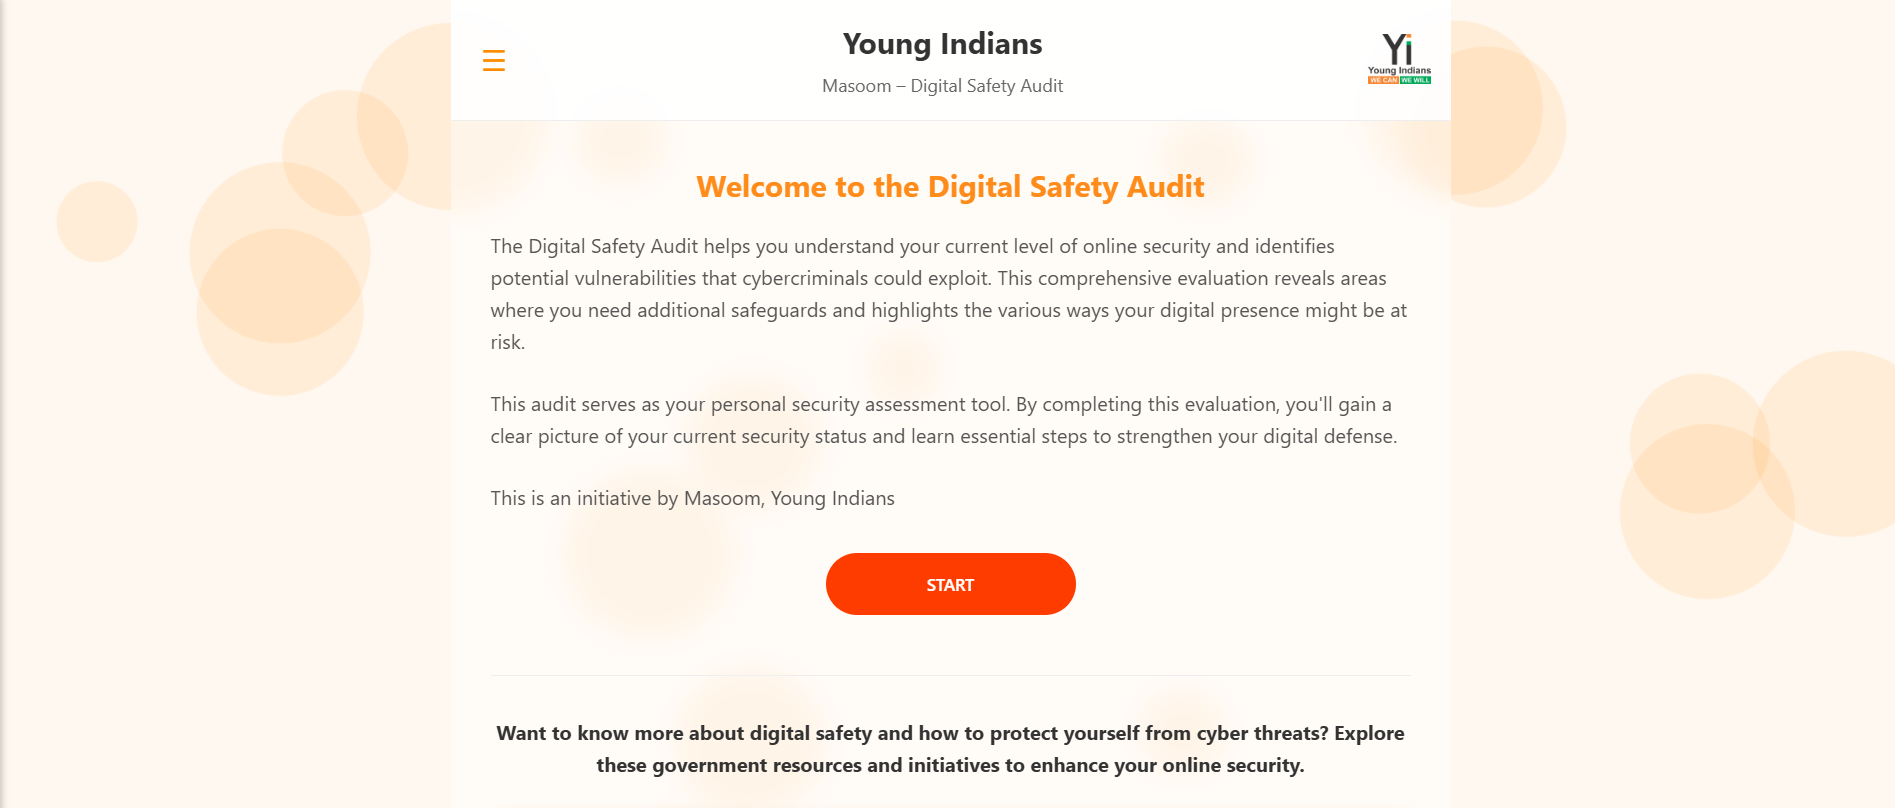 Young Indians
Masoom – Digital Safety Audit
Yi
Young Indians
WE CAN WE WILL
Welcome to the Digital Safety Audit
The Digital Safety Audit helps you understand your current level of online security and identifies
potential vulnerabilities that cybercriminals could exploit. This comprehensive evaluation reveals areas
where you need additional safeguards and highlights the various ways your digital presence might be at
risk.
This audit serves as your personal security assessment tool. By completing this evaluation, you'll gain a
clear picture of your current security status and learn essential steps to strengthen your digital defense.
This is an initiative by Masoom, Young Indians
START
Want to know more about digital safety and how to protect yourself from cyber threats? Explore
these government resources and initiatives to enhance your online security.